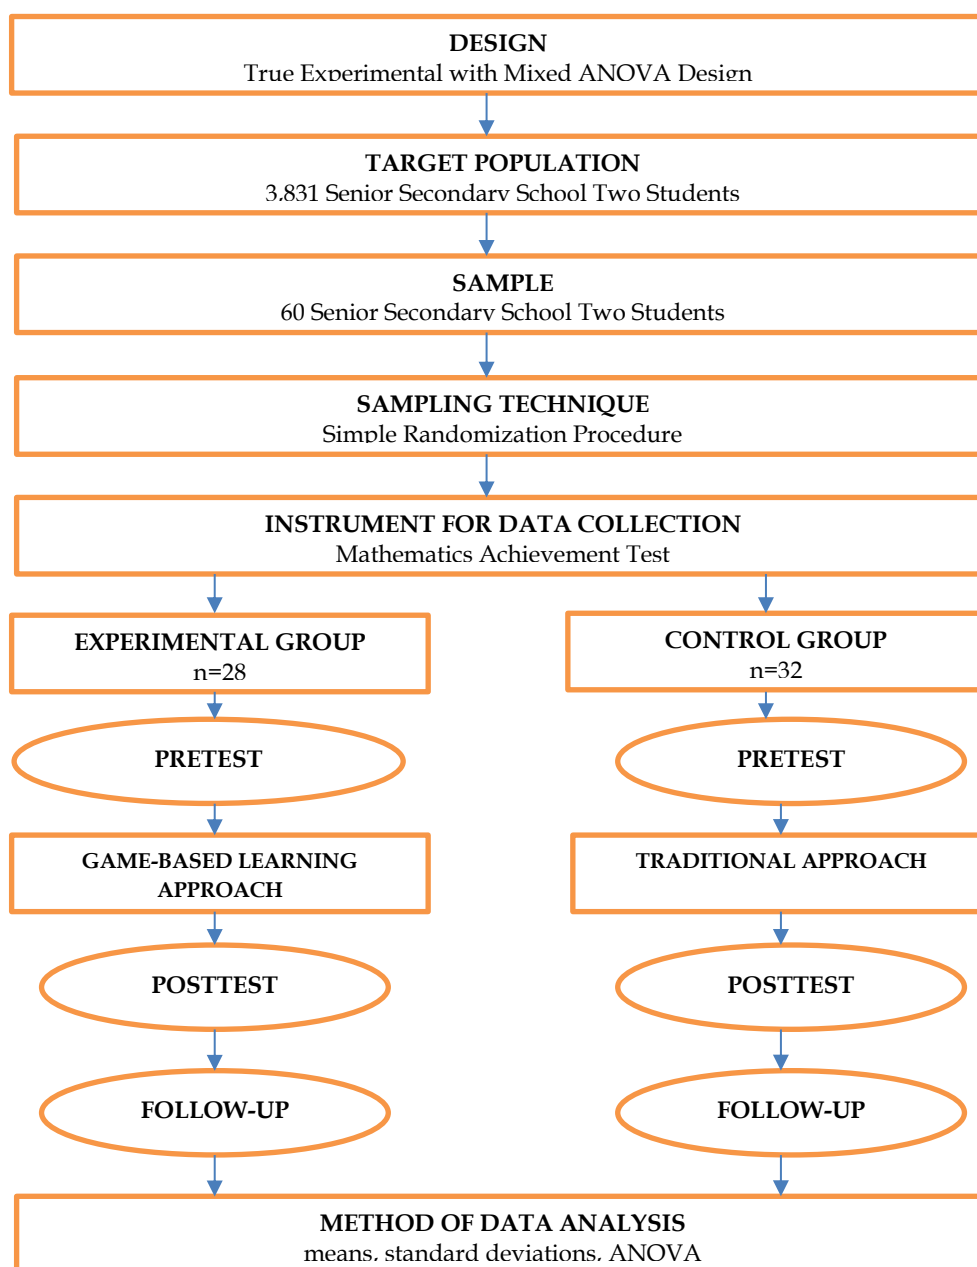 DESIGN
True Experimental with Mixed ANOVA Design
TARGET POPULATION
3,831 Senior Secondary School Two Students
SAMPLE
60 Senior Secondary School Two Students
SAMPLING TECHNIQUE
Simple Randomization Procedure
INSTRUMENT FOR DATA COLLECTION
Mathematics Achievement Test
EXPERIMENTAL GROUP
n=28
CONTROL GROUP
n=32
PRETEST
PRETEST
GAME-BASED LEARNING
APPROACH
TRADITIONAL APPROACH
POSTTEST
POSTTEST
FOLLOW-UP
FOLLOW-UP
METHOD OF DATA ANALYSIS
means, standard deviations, ANOVA